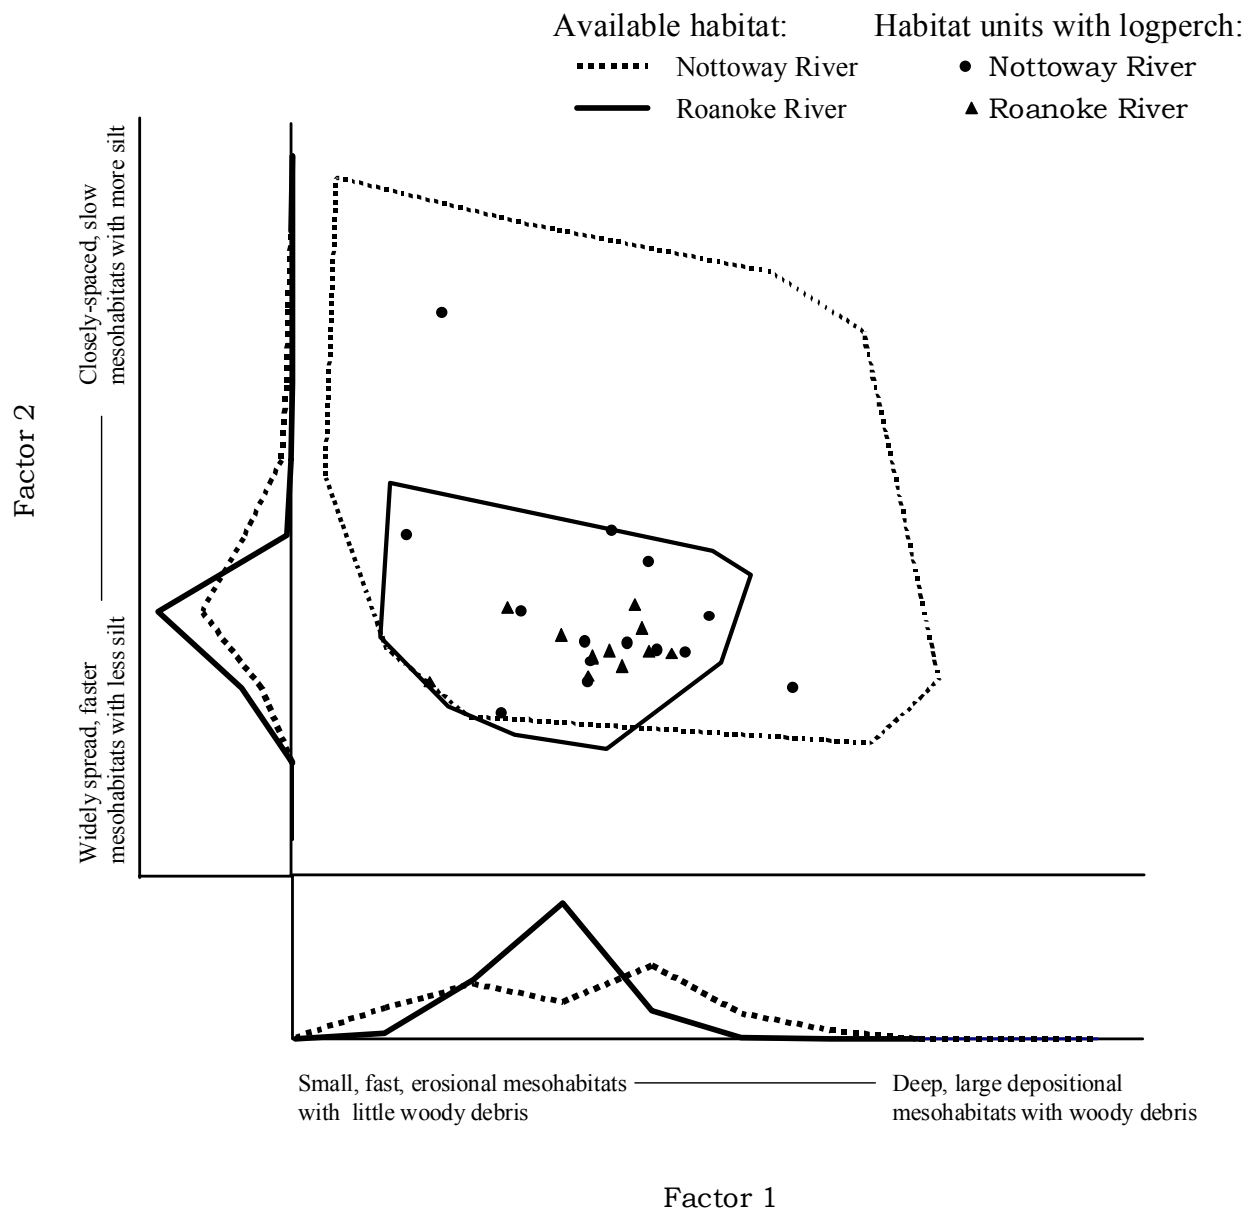 Available habitat:
Habitat units with logperch:
Nottoway River
Nottoway River
Roanoke River
Roanoke River
Factor 2
Closely-spaced, slow
mesohabitats with more silt
Widely spread, faster
mesohabitats with less silt
Small, fast, erosional mesohabitats
with little woody debris
Deep, large depositional
mesohabitats with woody debris
Factor 1